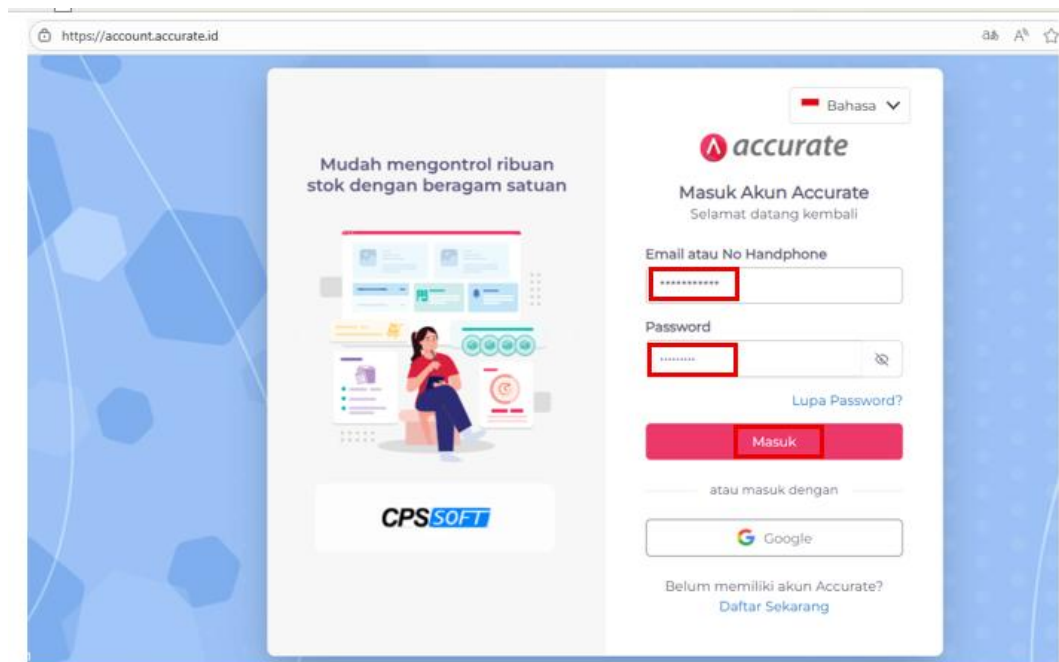 https://account.accurate.id
Bahasa
accurate
Mudah mengontrol ribuan
stok dengan beragam satuan
Masuk Akun Accurate
Selamat datang kembali
Email atau No Handphone
***********
Password
·········
Lupa Password?
Masuk
atau masuk dengan
CPSSOFT
Google
Belum memiliki akun Accurate?
Daftar Sekarang